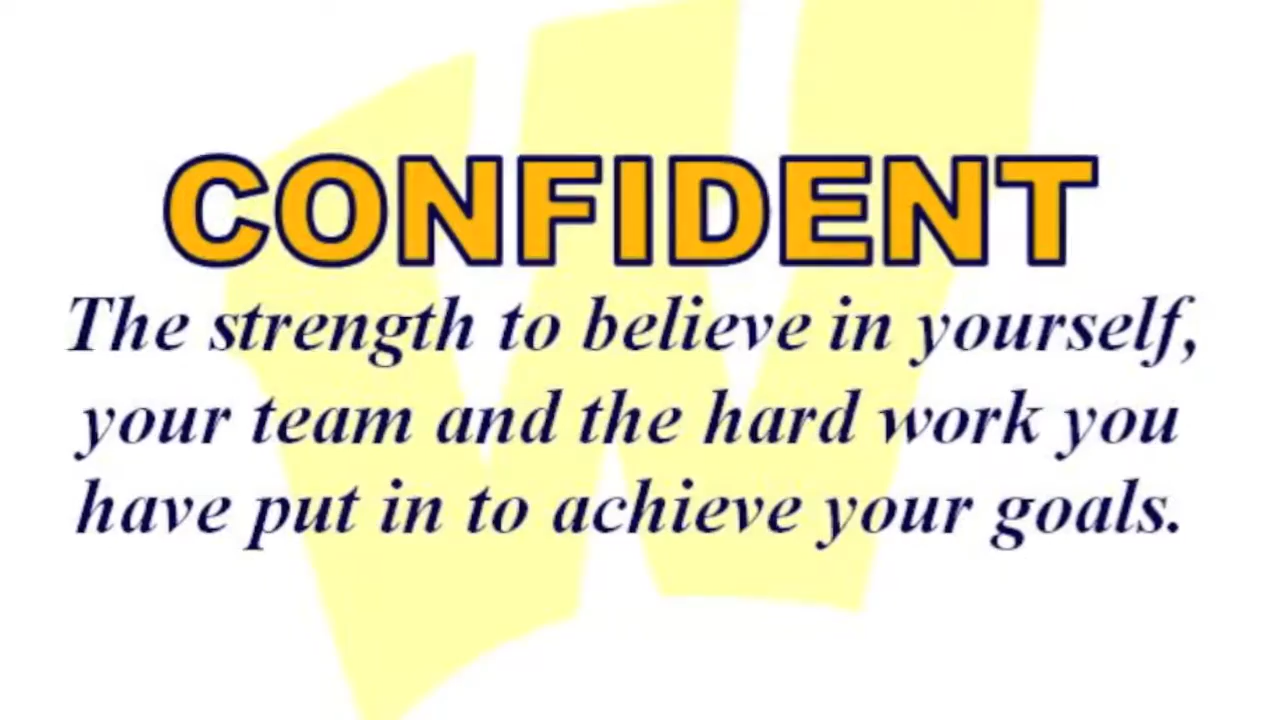 CONFIDENT
The strength to believe in yourself,
your team and the hard work you
have put in to achieve your goals.